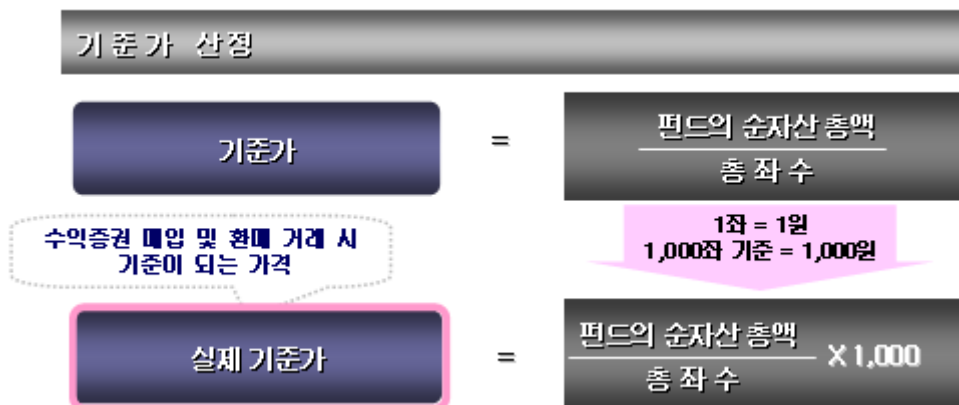 기준가 산정
기준가
=
펀드의 순자산 총액
총 좌 수
수익증권 매입 및 환매 거래 시
기준이 되는 가격
1좌 = 1원
1,000좌 기준 = 1,000원
실제 기준가
=
펀드의 순자산 총액
총 좌 수
X 1,000